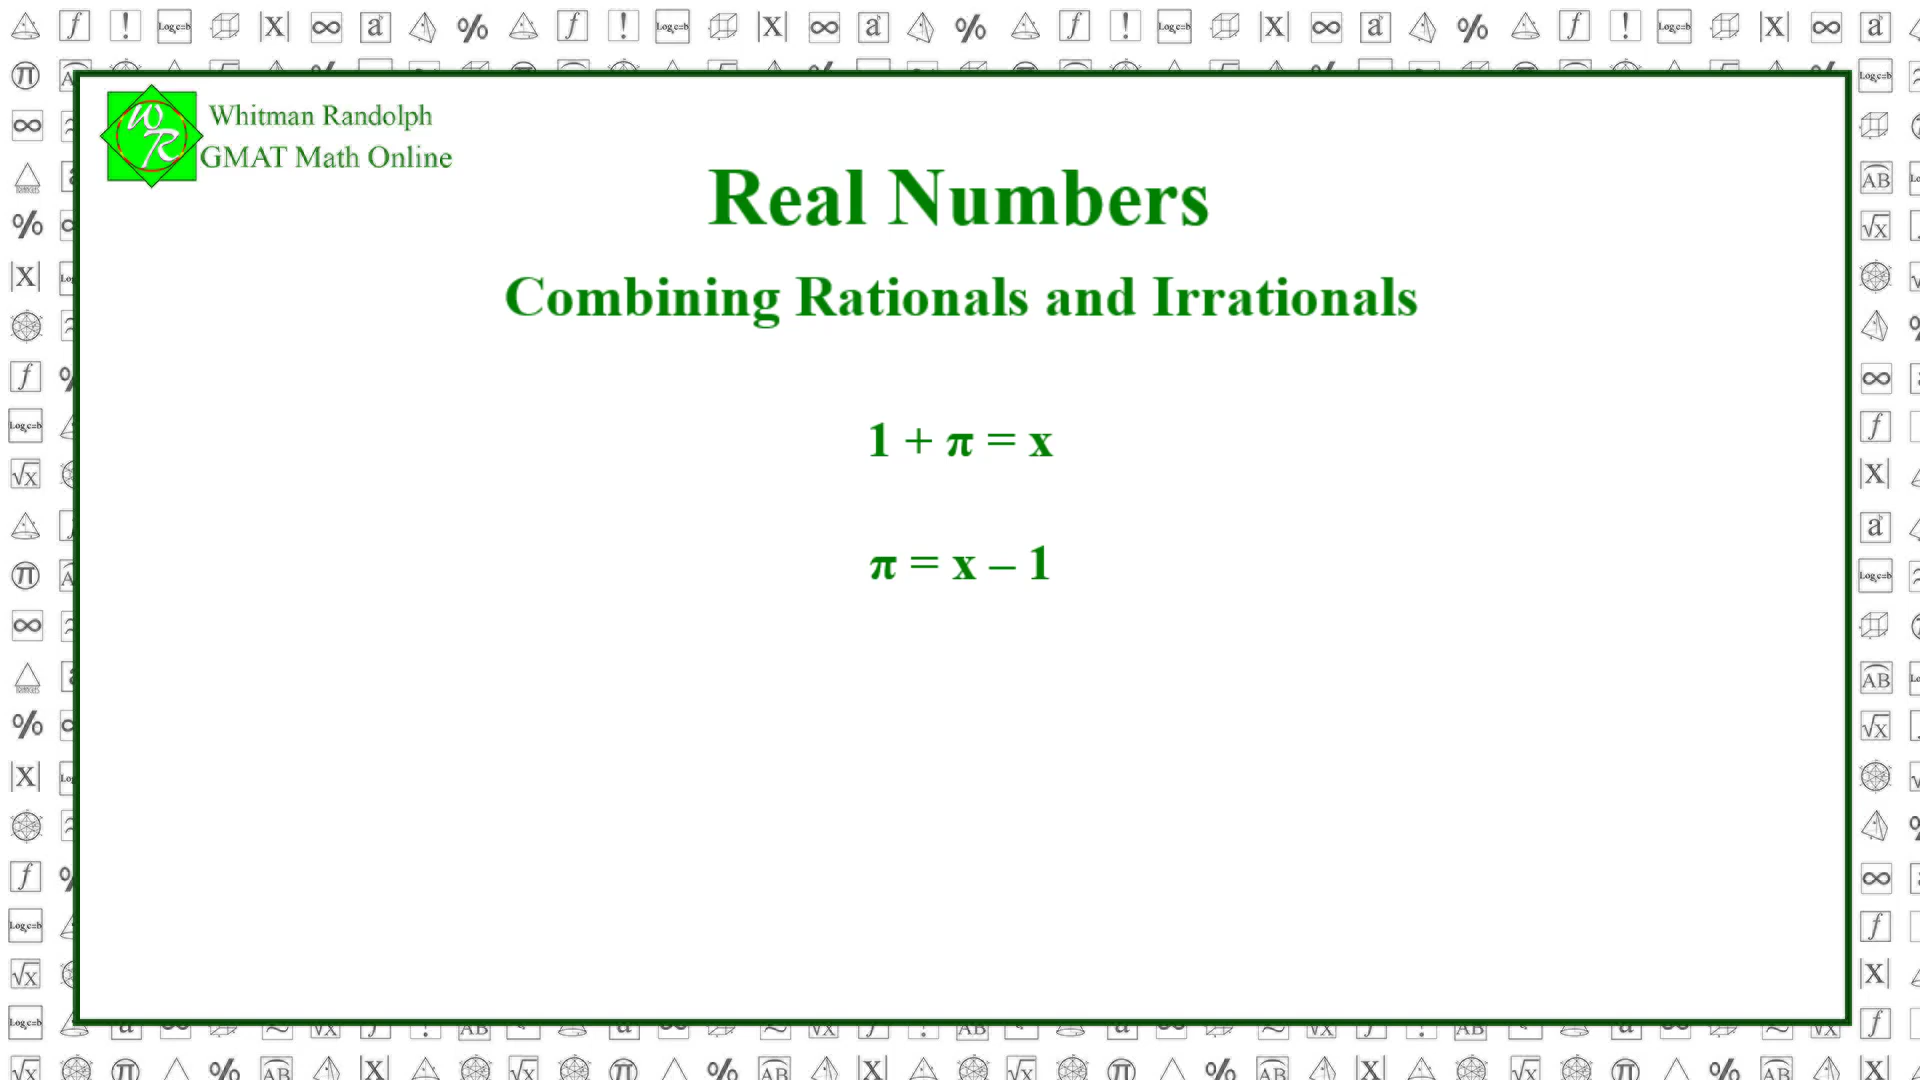 Whitman Randolph
GMAT Math Online
Real Numbers
Combining Rationals and Irrationals
1 + π = x
π = x – 1